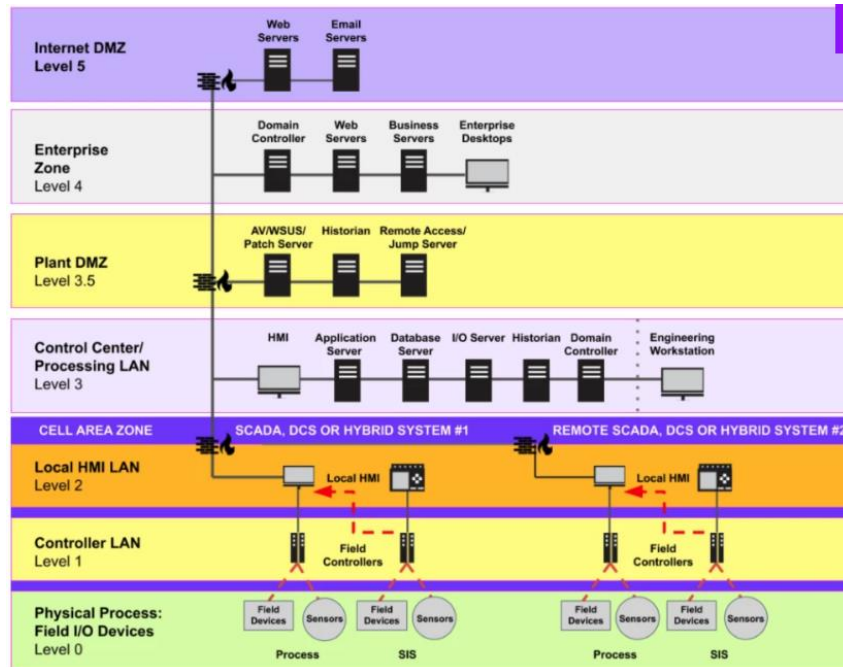 Internet DMZ
Level 5
Web
Servers
Email
Servers
Enterprise
Zone
Level 4
Domain
Controller
Web
Servers
Business
Servers
Enterprise
Desktops
Plant DMZ
Level 3.5
AV/WSUS/
Patch Server
Historian
Remote Access/
Jump Server
Control Center/
Processing LAN
Level 3
HMI
Application
Server
Database
Server
I/O Server
Historian
Domain
Controller
Engineering
Workstation
CELL AREA ZONE
SCADA, DCS OR HYBRID SYSTEM #1
REMOTE SCADA, DCS OR HYBRID SYSTEM #2
Local HMI LAN
Level 2
Local HMI
Local HMI
Controller LAN
Level 1
Field
Controllers
Field
Controllers
Physical Process:
Field I/O Devices
Level 0
Field
Devices
Sensors
Field
Devices
Sensors
Field
Devices
Sensors
Field
Devices
Sensors
Process
SIS
Process
SIS